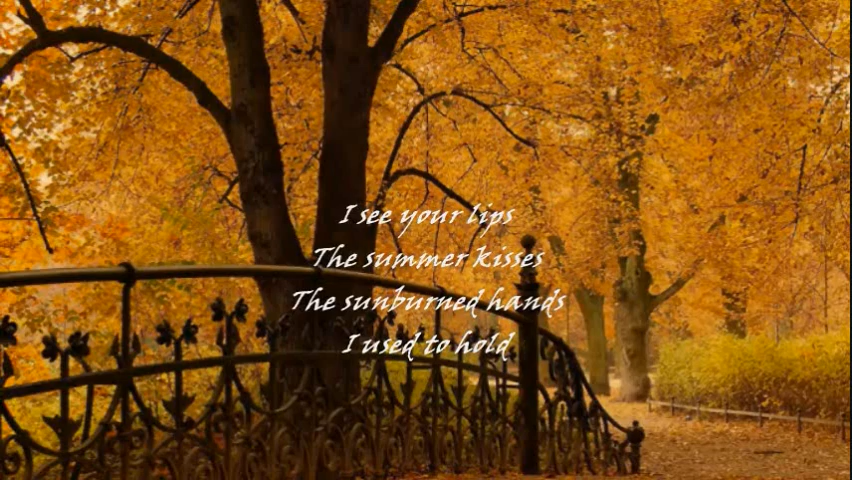 I see your lips
The summer kisses
The sunburned hands
I used to hold